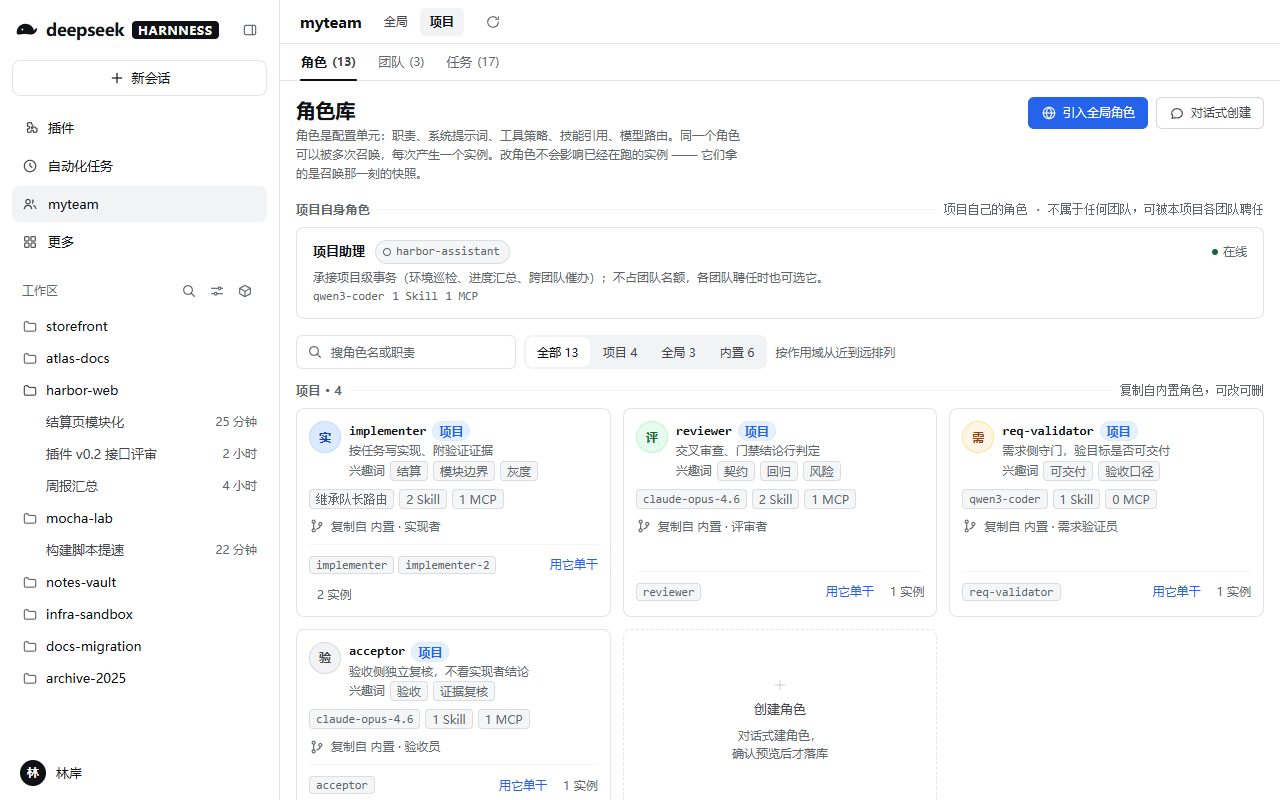 deepseek HARNNESS
新会话
插件
自动化任务
myteam
更多
工作区
storefront
atlas-docs
harbor-web
结算页模块化 25 分钟
插件 v0.2 接口评审 2 小时
周报汇总 4 小时
mocha-lab
构建脚本提速 22 分钟
notes-vault
infra-sandbox
docs-migration
archive-2025
林 林岸
myteam 全局 项目
角色 (13) 团队 (3) 任务 (17)
角色库
角色是配置单元：职责、系统提示词、工具策略、技能引用、模型路由。同一个角色
可以被多次召唤，每次产生一个实例。改角色不会影响已经在跑的实例 —— 它们拿
的是召唤那一刻的快照。
引入全局角色 对话式创建
项目自身角色 项目自己的角色 · 不属于任何团队，可被本项目各团队聘任
项目助理 harbor-assistant 在线
承接项目级事务（环境巡检、进度汇总、跨团队催办）；不占团队名额，各团队聘任时也可选它。
qwen3-coder 1 Skill 1 MCP
搜角色名或职责 全部 13 项目 4 全局 3 内置 6 按作用域从近到远排列
项目 • 4 复制自内置角色，可改可删
实 implementer 项目
按任务写实现、附验证证据
兴趣词 结算 模块边界 灰度
继承队长路由 2 Skill 1 MCP
复制自 内置 · 实现者
implementer implementer-2 用它单干
2 实例
评 reviewer 项目
交叉审查、门禁结论行判定
兴趣词 契约 回归 风险
claude-opus-4.6 2 Skill 1 MCP
复制自 内置 · 评审者
reviewer 用它单干 1 实例
需 req-validator 项目
需求侧守门，验目标是否可交付
兴趣词 可交付 验收口径
qwen3-coder 1 Skill 0 MCP
复制自 内置 · 需求验证员
req-validator 用它单干 1 实例
验 acceptor 项目
验收侧独立复核，不看实现者结论
兴趣词 验收 证据复核
claude-opus-4.6 1 Skill 1 MCP
复制自 内置 · 验收员
acceptor 用它单干 1 实例
创建角色
对话式建角色，
确认预览后才落库